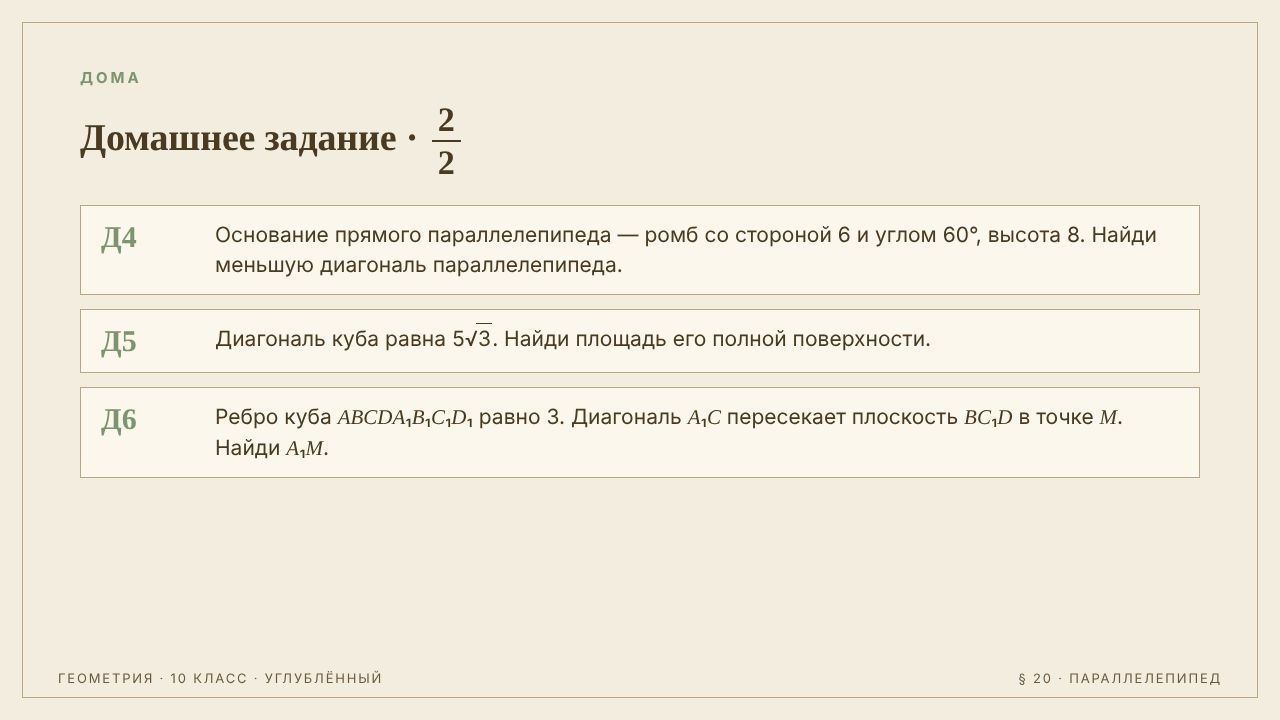 ДОМА
Домашнее задание · 2/2
Д4
Основание прямого параллелепипеда — ромб со стороной 6 и углом 60°, высота 8. Найди
меньшую диагональ параллелепипеда.
Д5
Диагональ куба равна 5√3. Найди площадь его полной поверхности.
Д6
Ребро куба ABCDA₁B₁C₁D₁ равно 3. Диагональ A₁C пересекает плоскость BC₁D в точке M.
Найди A₁M.
ГЕОМЕТРИЯ · 10 КЛАСС · УГЛУБЛЁННЫЙ
§ 20 · ПАРАЛЛЕЛЕПИПЕД